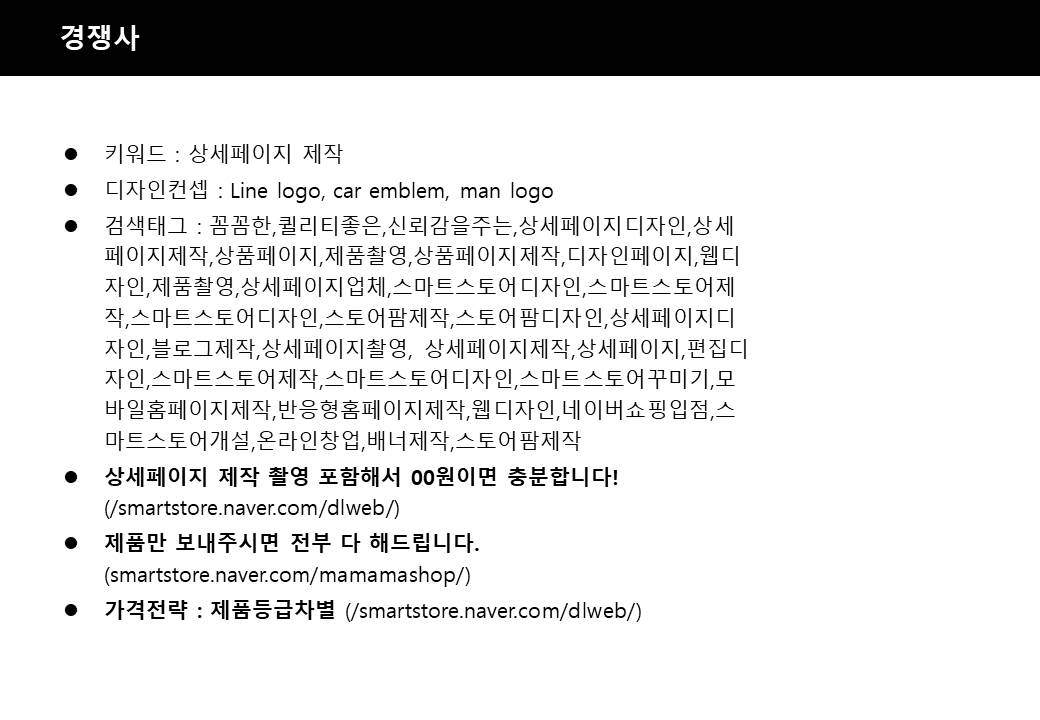 경쟁사
● 키워드 : 상세페이지 제작
● 디자인컨셉 : Line logo, car emblem, man logo
● 검색태그 : 꼼꼼한,퀄리티좋은,신뢰감을주는,상세페이지디자인,상세
페이지제작,상품페이지,제품촬영,상품페이지제작,디자인페이지,웹디
자인,제품촬영,상세페이지업체,스마트스토어디자인,스마트스토어제
작,스마트스토어디자인,스토어팜제작,스토어팜디자인,상세페이지디
자인,블로그제작,상세페이지촬영, 상세페이지제작,상세페이지,편집디
자인,스마트스토어제작,스마트스토어디자인,스마트스토어꾸미기,모
바일홈페이지제작,반응형홈페이지제작,웹디자인,네이버쇼핑입점,스
마트스토어개설,온라인창업,배너제작,스토어팜제작
● 상세페이지 제작 촬영 포함해서 00원이면 충분합니다!
(/smartstore.naver.com/dlweb/)
● 제품만 보내주시면 전부 다 해드립니다.
(smartstore.naver.com/mamamashop/)
● 가격전략 : 제품등급차별 (/smartstore.naver.com/dlweb/)